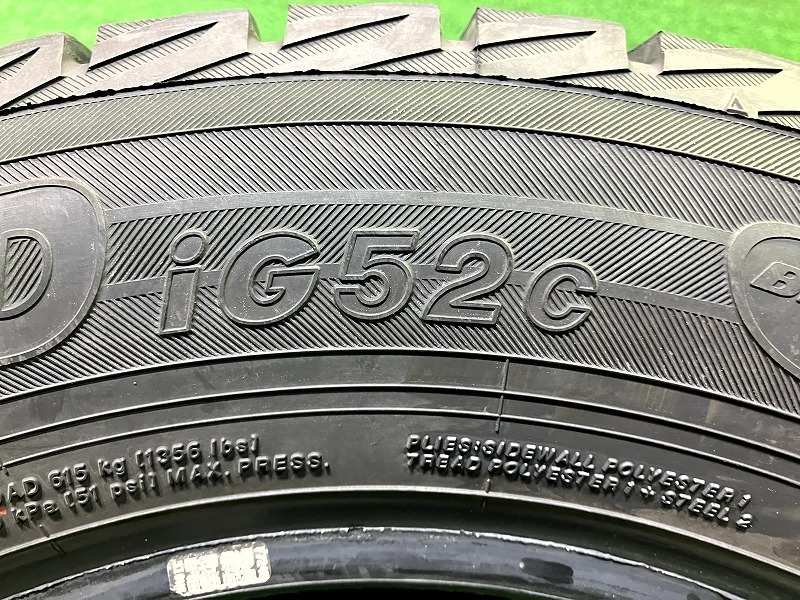 iG52c
615 kg [1356 lbs]
kPa [51 psi] MAX. PRESS.
PLIES: SIDEWALL POLYESTER 1
TREAD POLYESTER 1 + STEEL 2